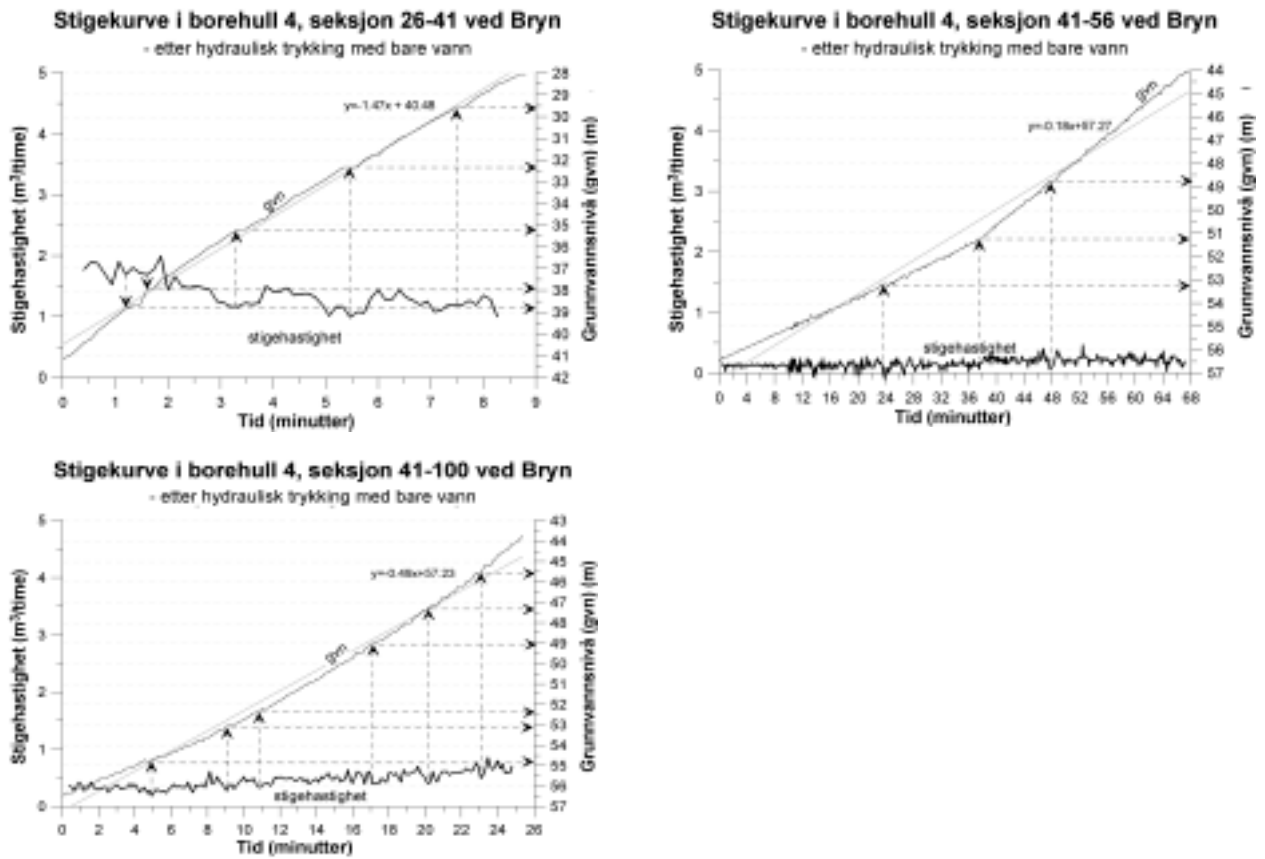 Stigekurve i borehull 4, seksjon 26-41 ved Bryn
- etter hydraulisk trykking med bare vann
Stigehastighet (m³/time)
5
4
3
2
1
0
y=-1.47x + 40.48
gvn
stigehastighet
28
29
30
31
32
33
34
35
36
37
38
39
40
41
42
Grunnvannsnivå (gvn) (m)
0 1 2 3 4 5 6 7 8 9
Tid (minutter)
Stigekurve i borehull 4, seksjon 41-56 ved Bryn
- etter hydraulisk trykking med bare vann
Stigehastighet (m³/time)
5
4
3
2
1
0
gvn
y=-0.18x+57.27
stigehastighet
44
45
46
47
48
49
50
51
52
53
54
55
56
57
Grunnvannsnivå (gvn) (m)
0 4 8 12 16 20 24 28 32 36 40 44 48 52 56 60 64 68
Tid (minutter)
Stigekurve i borehull 4, seksjon 41-100 ved Bryn
- etter hydraulisk trykking med bare vann
Stigehastighet (m³/time)
5
4
3
2
1
0
gvn
stigehastighet
43
44
45
46
47
48
49
50
51
52
53
54
55
56
57
Grunnvannsnivå (gvn) (m)
0 2 4 6 8 10 12 14 16 18 20 22 24 26
Tid (minutter)